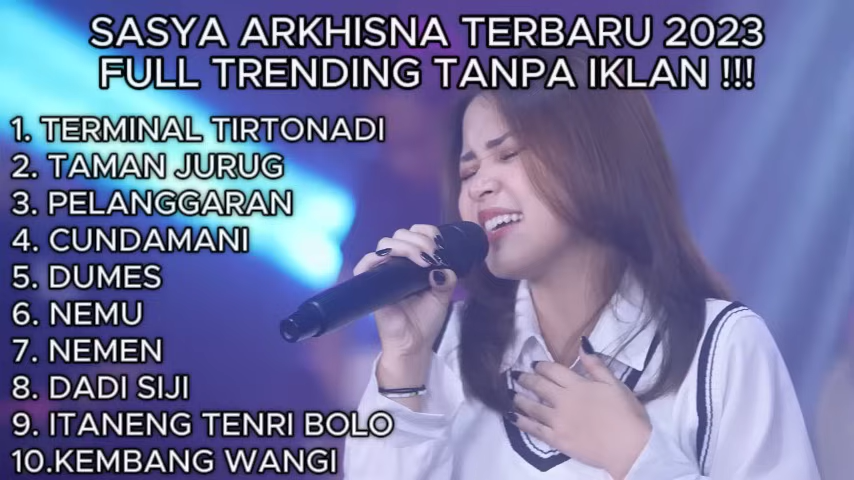 SASYA ARKHISNA TERBARU 2023
FULL TRENDING TANPA IKLAN !!!
1. TERMINAL TIRTONADI
2. TAMAN JURUG
3. PELANGGARAN
4. CUNDAMANI
5. DUMES
6. NEMU
7. NEMEN
8. DADI SIJI
9. ITANENG TENRI BOLO
10.KEMBANG WANGI